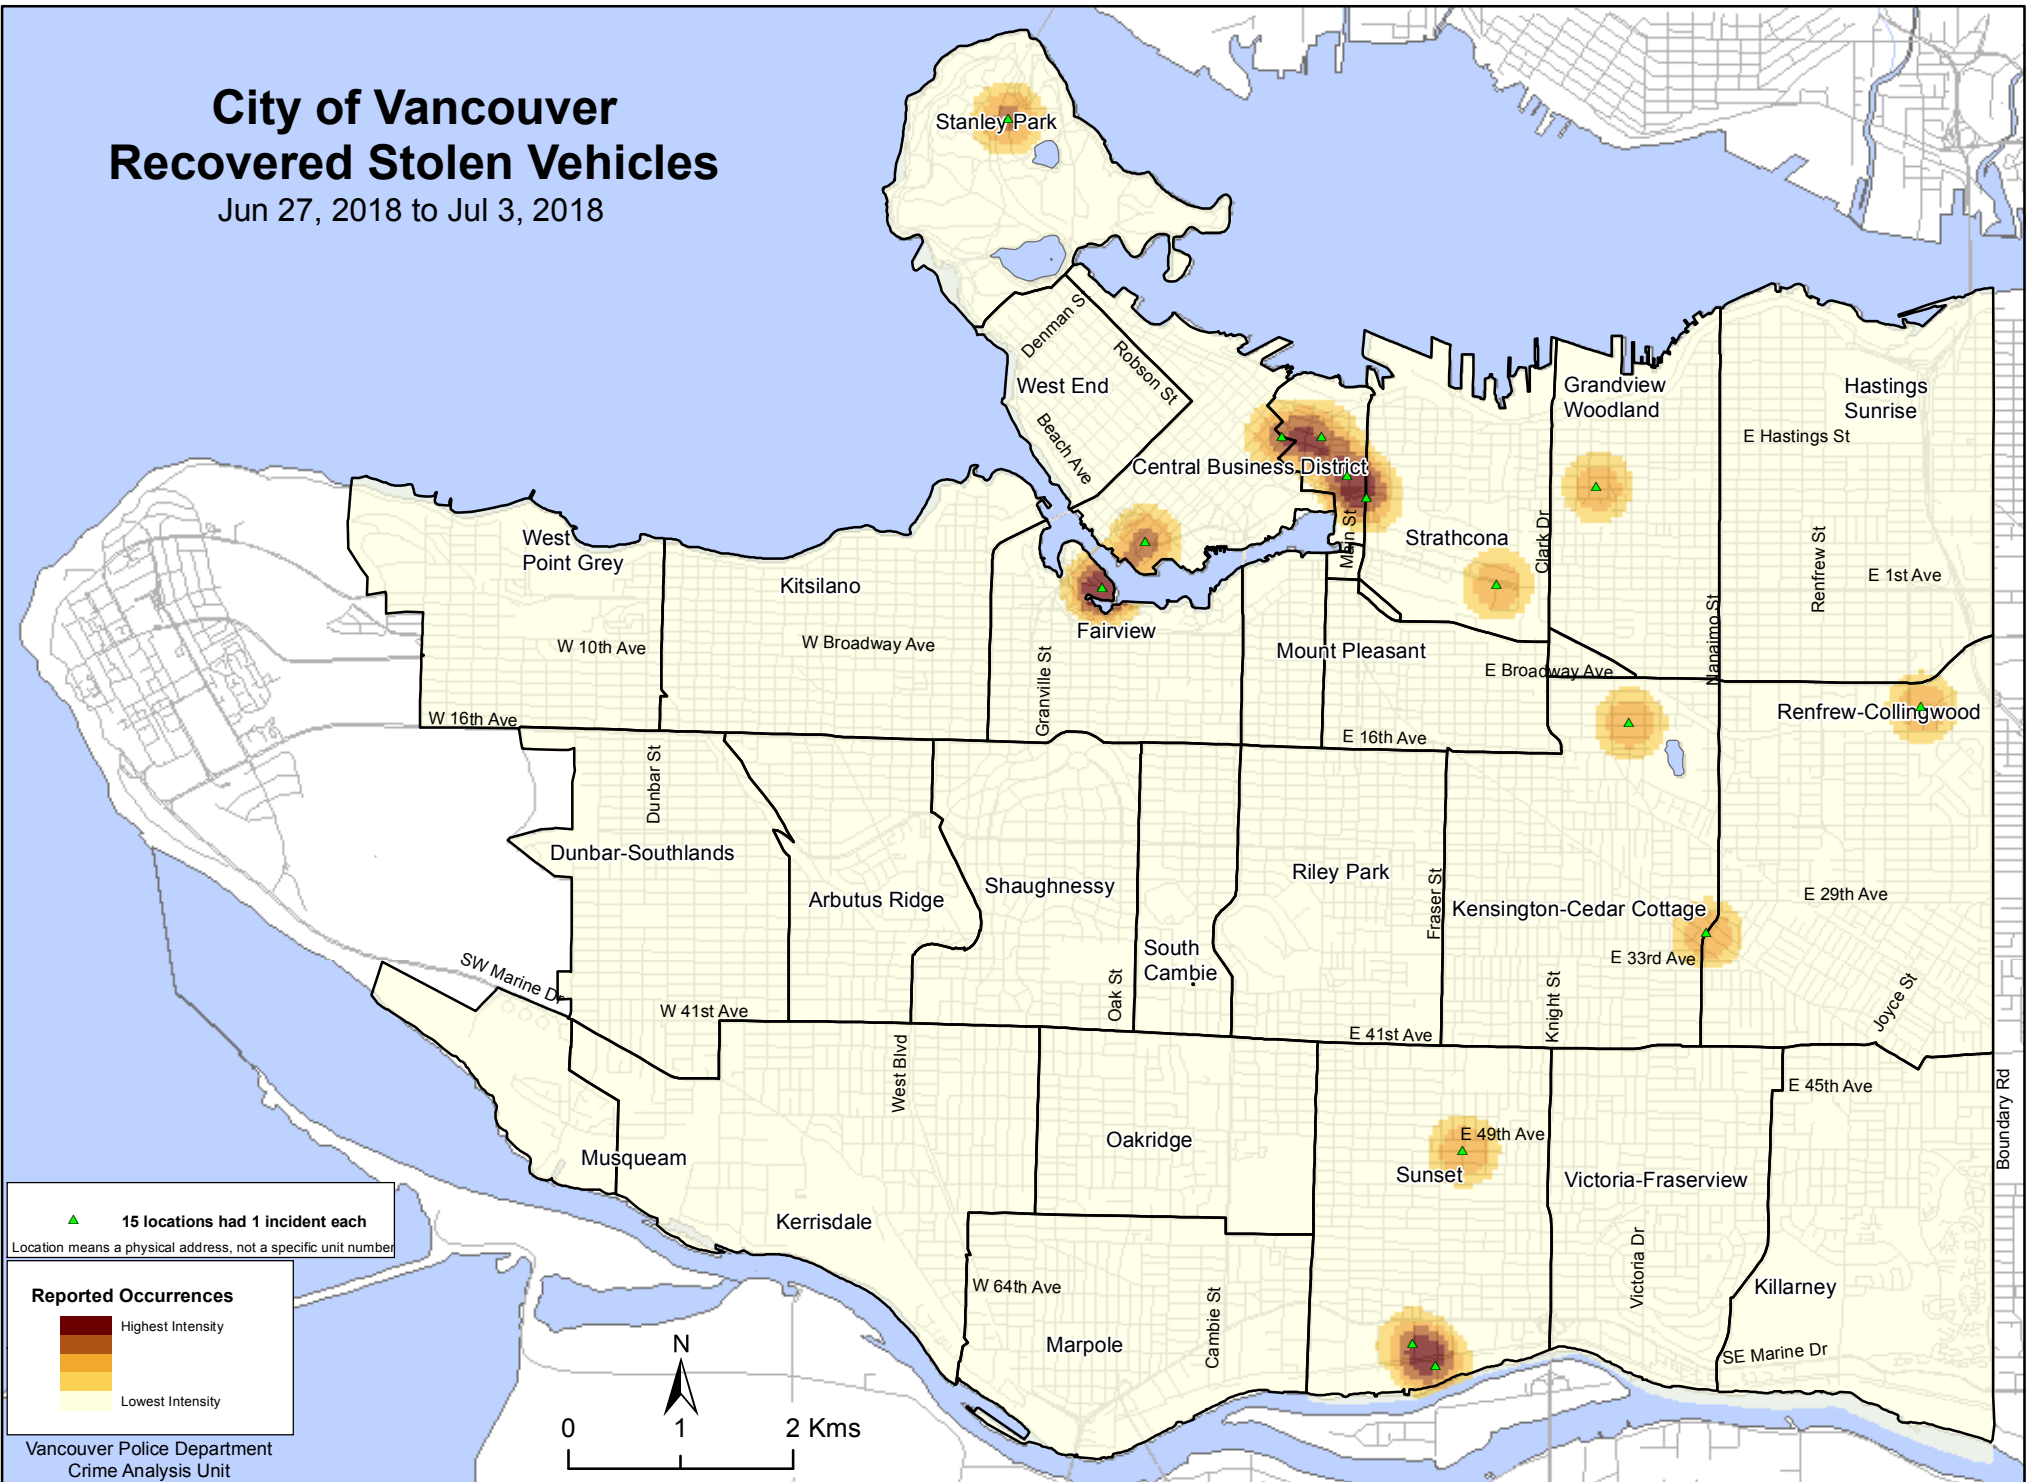 City of Vancouver
Recovered Stolen Vehicles
Jun 27, 2018 to Jul 3, 2018
Stanley Park
Denman S
Robson St
West End
Beach Ave
Central Business District
Main St
Strathcona
Clark Dr
Grandview
Woodland
Hastings
Sunrise
E Hastings St
Renfrew St
E 1st Ave
Nanaimo St
West
Point Grey
Kitsilano
W 10th Ave
W Broadway Ave
Fairview
Granville St
Mount Pleasant
E Broadway Ave
Renfrew-Collingwood
W 16th Ave
E 16th Ave
Dunbar St
Dunbar-Southlands
Arbutus Ridge
Shaughnessy
Riley Park
Fraser St
Kensington-Cedar Cottage
E 29th Ave
E 33rd Ave
South
Cambie
Oak St
Knight St
Joyce St
SW Marine Dr
W 41st Ave
E 41st Ave
West Blvd
E 45th Ave
Boundary Rd
Oakridge
E 49th Ave
Sunset
Victoria-Fraserview
Musqueam
Kerrisdale
Victoria Dr
W 64th Ave
Cambie St
Killarney
Marpole
SE Marine Dr
15 locations had 1 incident each
Location means a physical address, not a specific unit number
Reported Occurrences
Highest Intensity
Lowest Intensity
Vancouver Police Department
Crime Analysis Unit
N
0 1 2 Kms